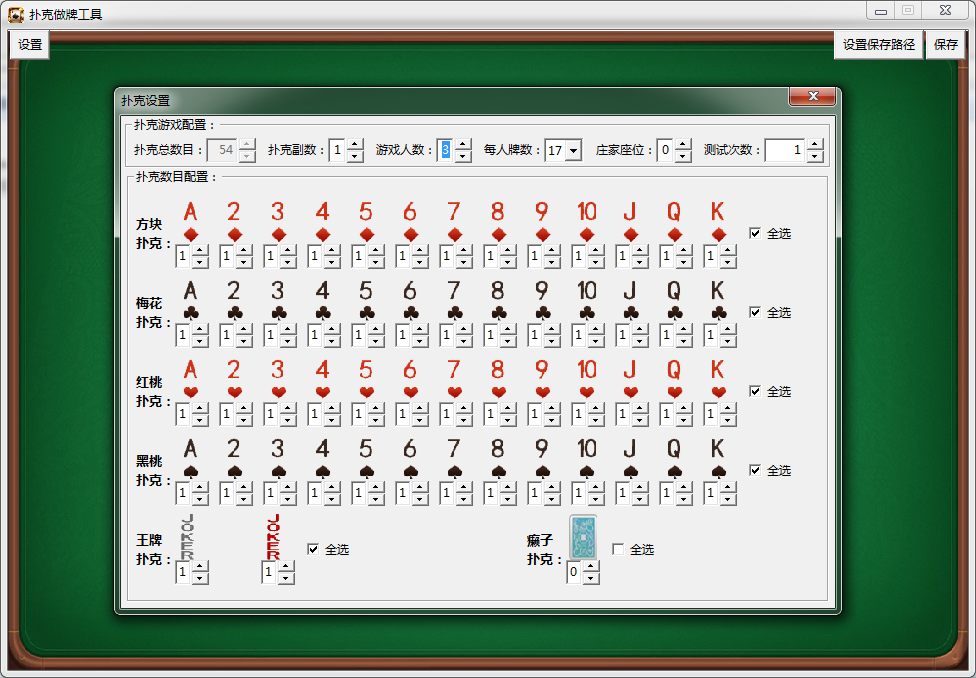 扑克做牌工具
设置 设置保存路径 保存
扑克设置
扑克游戏配置：
扑克总数目： 54 扑克副数： 1 游戏人数： 3 每人牌数： 17 庄家座位： 0 测试次数： 1
扑克数目配置：
A 2 3 4 5 6 7 8 9 10 J Q K
方块
扑克： 1 1 1 1 1 1 1 1 1 1 1 1 1 全选
A 2 3 4 5 6 7 8 9 10 J Q K
梅花
扑克： 1 1 1 1 1 1 1 1 1 1 1 1 1 全选
A 2 3 4 5 6 7 8 9 10 J Q K
红桃
扑克： 1 1 1 1 1 1 1 1 1 1 1 1 1 全选
A 2 3 4 5 6 7 8 9 10 J Q K
黑桃
扑克： 1 1 1 1 1 1 1 1 1 1 1 1 1 全选
JOKER JOKER
王牌 全选 癞子 全选
扑克： 1 1 扑克： 0